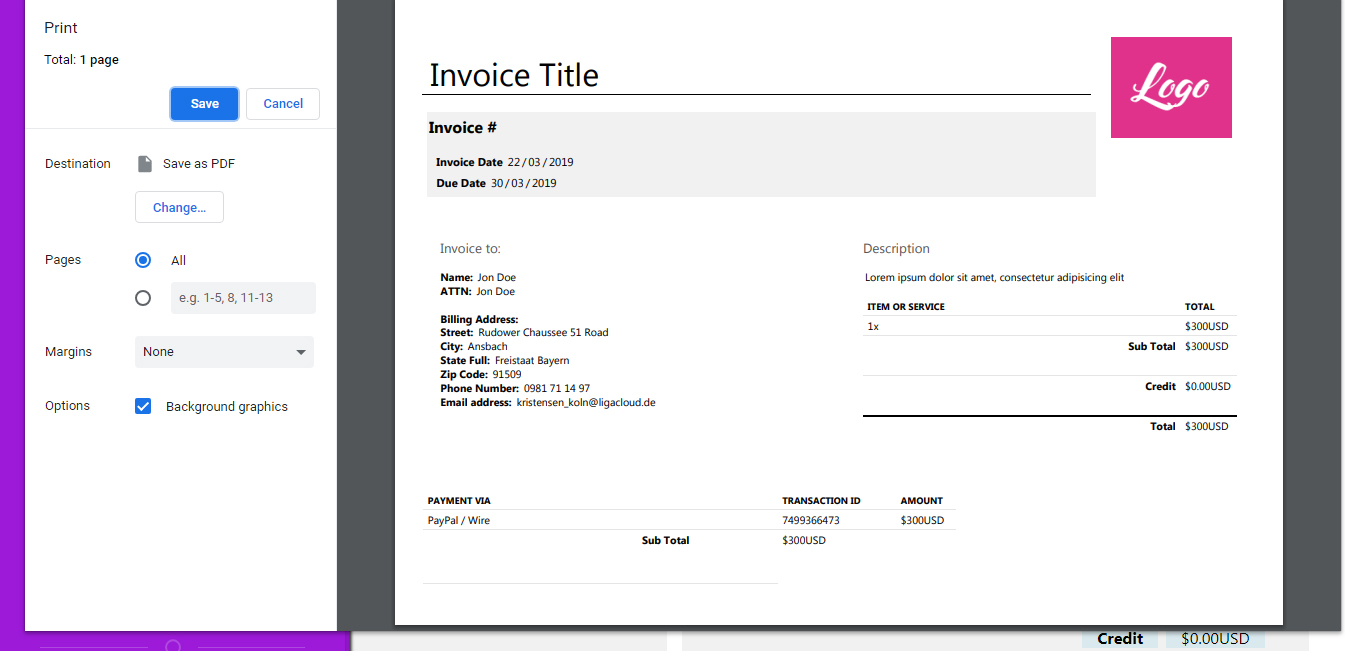 Print
Total: 1 page
Save Cancel
Destination Save as PDF
Change...
Pages All
e.g. 1-5, 8, 11-13
Margins None
Options Background graphics
Invoice Title
Logo
Invoice #
Invoice Date 22/03/2019
Due Date 30/03/2019
Invoice to:
Name: Jon Doe
ATTN: Jon Doe
Billing Address:
Street: Rudower Chaussee 51 Road
City: Ansbach
State Full: Freistaat Bayern
Zip Code: 91509
Phone Number: 0981 71 14 97
Email address: kristensen_koln@ligacloud.de
Description
Lorem ipsum dolor sit amet, consectetur adipisicing elit
ITEM OR SERVICE TOTAL
1x $300USD
Sub Total $300USD
Credit $0.00USD
Total $300USD
PAYMENT VIA TRANSACTION ID AMOUNT
PayPal / Wire 7499366473 $300USD
Sub Total $300USD
Credit $0.00USD